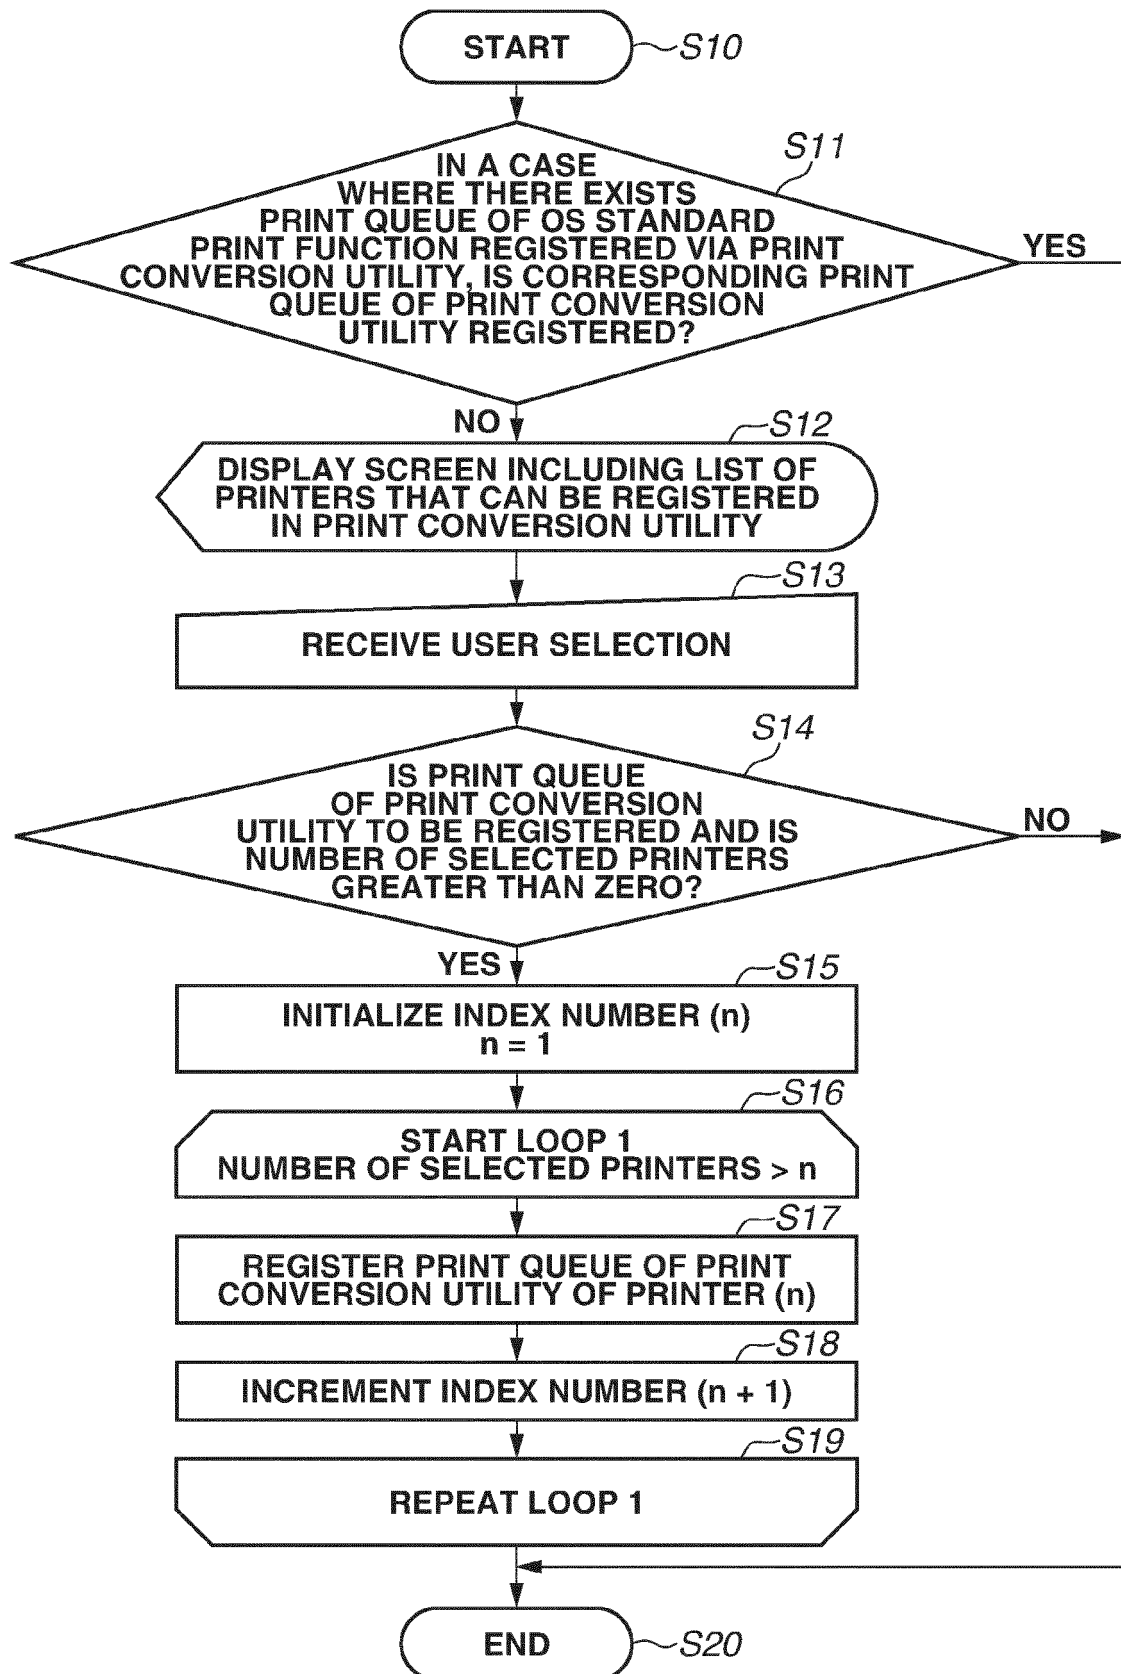 START
S10
S11
IN A CASE
WHERE THERE EXISTS
PRINT QUEUE OF OS STANDARD
PRINT FUNCTION REGISTERED VIA PRINT
CONVERSION UTILITY, IS CORRESPONDING PRINT
QUEUE OF PRINT CONVERSION
UTILITY REGISTERED?
YES
NO
S12
DISPLAY SCREEN INCLUDING LIST OF
PRINTERS THAT CAN BE REGISTERED
IN PRINT CONVERSION UTILITY
S13
RECEIVE USER SELECTION
S14
IS PRINT QUEUE
OF PRINT CONVERSION
UTILITY TO BE REGISTERED AND IS
NUMBER OF SELECTED PRINTERS
GREATER THAN ZERO?
NO
YES
S15
INITIALIZE INDEX NUMBER (n)
n = 1
S16
START LOOP 1
NUMBER OF SELECTED PRINTERS > n
S17
REGISTER PRINT QUEUE OF PRINT
CONVERSION UTILITY OF PRINTER (n)
S18
INCREMENT INDEX NUMBER (n + 1)
S19
REPEAT LOOP 1
END
S20